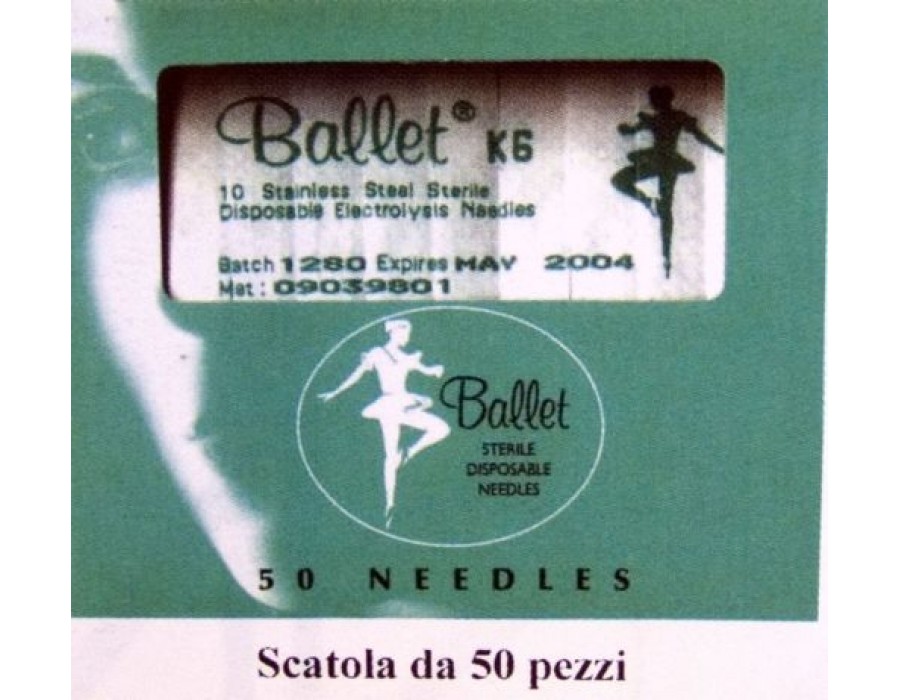 Ballet® K6
10 Stainless Steel Sterile
Disposable Electrolysis Needles
Batch 1280 Expires MAY 2004
Mat: 09039801
Ballet
STERILE
DISPOSABLE
NEEDLES
50 NEEDLES
Scatola da 50 pezzi